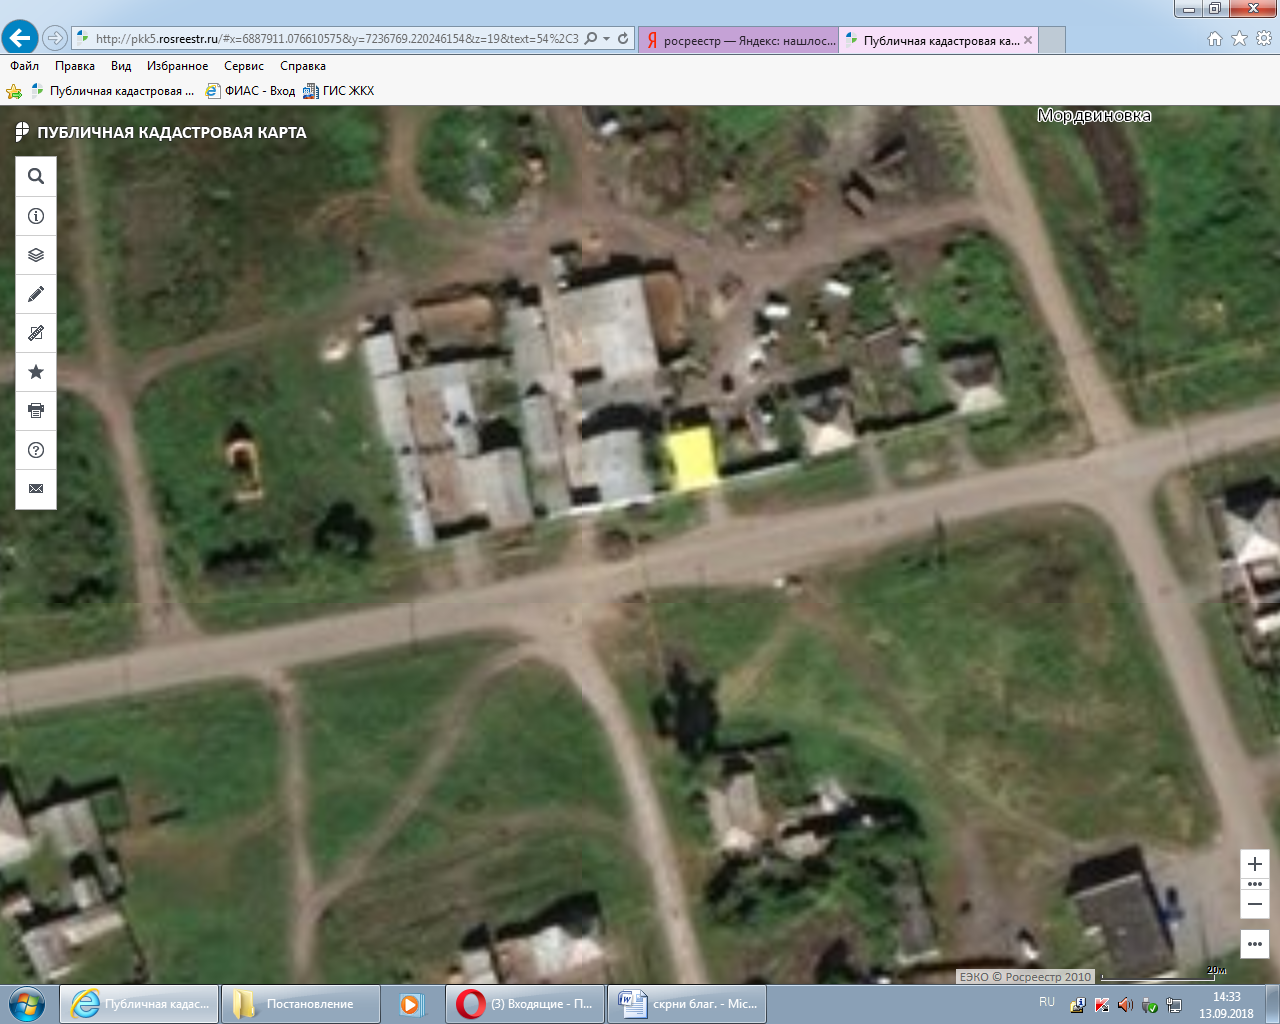 http://pkk5.rosreestr.ru/#x=6887911.076610575&y=7236769.220246154&z=19&text=54%2C3
росреестр — Яндекс: нашлос...
Публичная кадастровая ка...
Файл Правка Вид Избранное Сервис Справка
Публичная кадастровая ... ФИАС - Вход ГИС ЖКХ
Мордвиновка
ПУБЛИЧНАЯ КАДАСТРОВАЯ КАРТА
ЕЭКО © Росреестр 2010
20м
Публичная кадас...
Постановление
(3) Входящие - П...
скрни благ. - Mic...
RU
14:33
13.09.2018